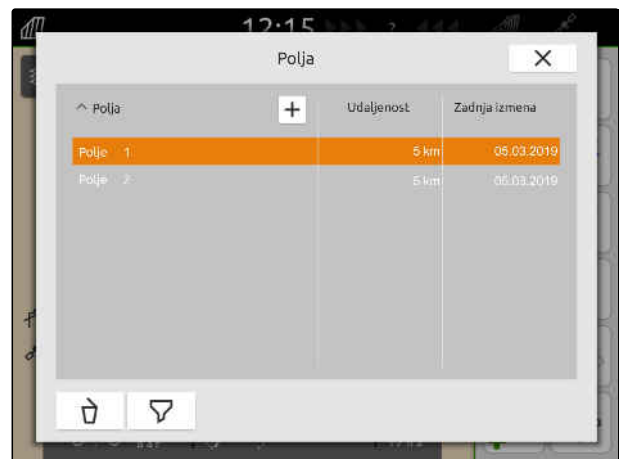 12:15
Polja
^ Polja + Udaljenost Zadnja izmena
Polje 1 5 km 05.03.2019
Polje 2 5 km 05.03.2019